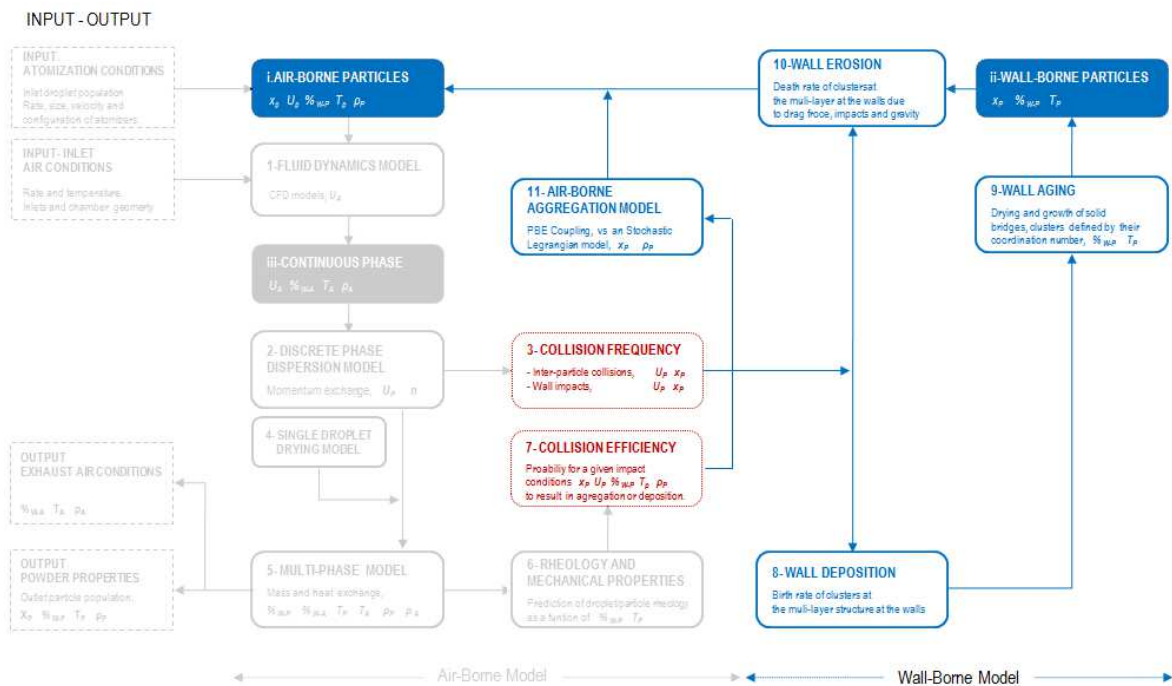 INPUT - OUTPUT
INPUT.
ATOMIZATION CONDITIONS
Inlet droplet population
Rate, size, velocity and
configuration of atomizers.
i.AIR-BORNE PARTICLES
xₚ Uₚ %W-P Tₚ ρP
10-WALL EROSION
Death rate of clustersat
the muli-layer at the walls due
to drag froce, impacts and gravity
ii-WALL-BORNE PARTICLES
xP %W-P TP
INPUT- INLET
AIR CONDITIONS
Rate and temperature.
Inlets and chamber geometry
1-FLUID DYNAMICS MODEL
CFD models, UA
11- AIR-BORNE
AGGREGATION MODEL
PBE Coupling, vs an Stochastic
Legrangian model, xP ρP
9-WALL AGING
Drying and growth of solid
bridges, clusters defined by their
coordination number, %W-P TP
iii-CONTINUOUS PHASE
UA %W-A TA ρA
2- DISCRETE PHASE
DISPERSION MODEL
Momentum exchange, UP n
3- COLLISION FREQUENCY
- Inter-particle collisions, UP xP
- Wall impacts, UP xP
4- SINGLE DROPLET
DRYING MODEL
7- COLLISION EFFICIENCY
Proabiliy for a given impact
conditions xP UP %W-P Tₚ ρP
to result in agregation or deposition.
OUTPUT
EXHAUST AIR CONDITIONS
%W-A TA ρA
OUTPUT
POWDER PROPERTIES
Outlet particle population,
XP %W-P TP ρP
5- MULTI-PHASE MODEL
Mass and heat exchange,
%W-P %W-A TP TA ρP ρA
6- RHEOLOGY AND
MECHANICAL PROPERTIES
Prediction of droplet/particle rheology
as a funtion of %W-P TP
8- WALL DEPOSITION
Birth rate of clusters at
the muli-layer structure at the walls
Air-Borne Model
Wall-Borne Model